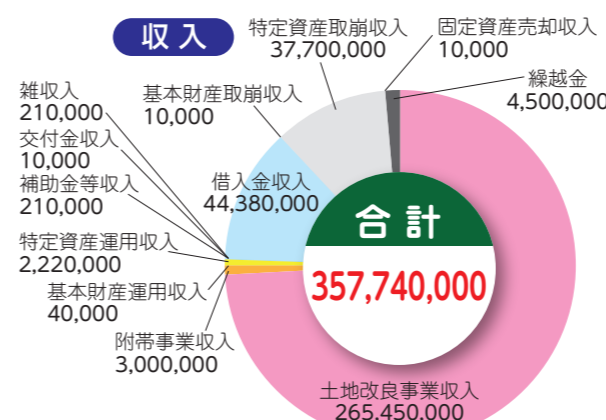 収入
特定資産取崩収入
37,700,000
固定資産売却収入
10,000
繰越金
4,500,000
雑収入
210,000
基本財産取崩収入
10,000
交付金収入
10,000
補助金等収入
210,000
借入金収入
44,380,000
特定資産運用収入
2,220,000
基本財産運用収入
40,000
附帯事業収入
3,000,000
合計
357,740,000
土地改良事業収入
265,450,000